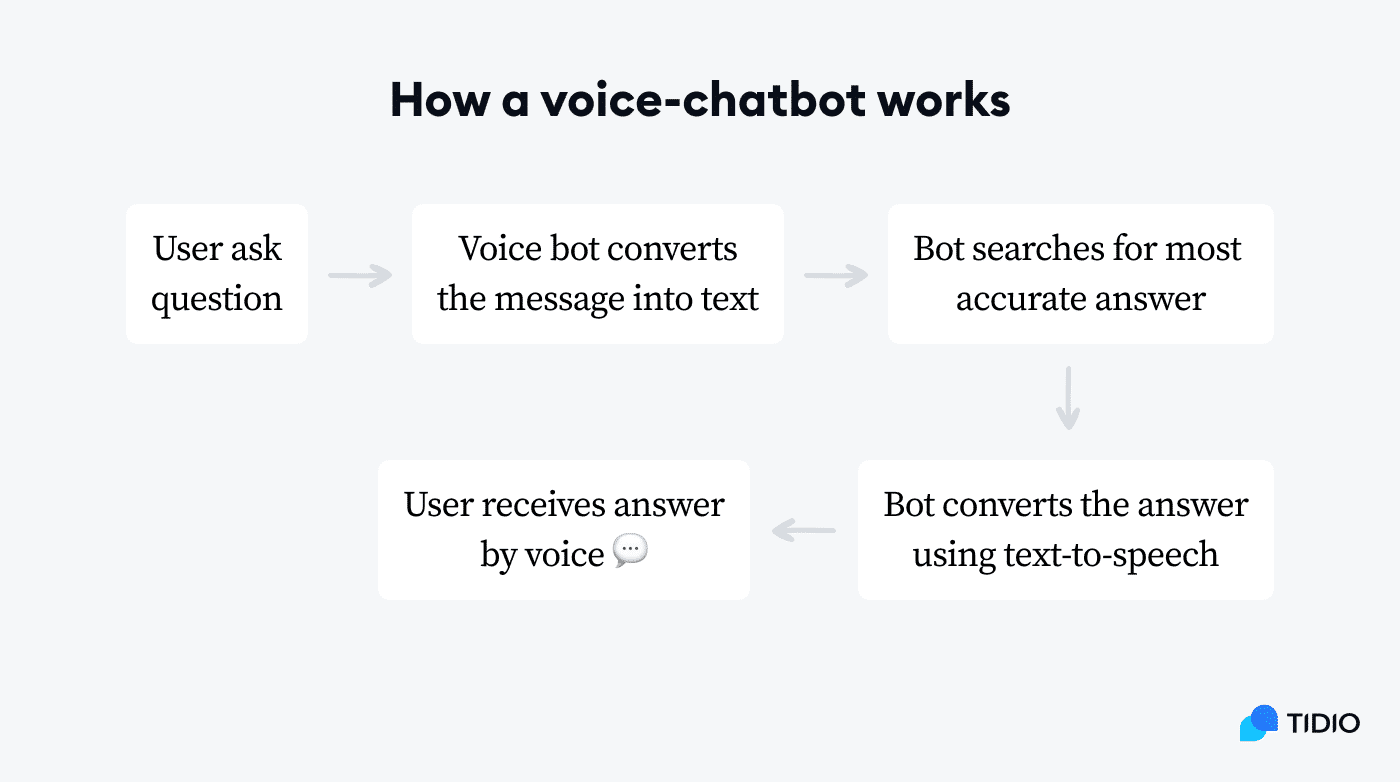 How a voice-chatbot works
User ask
question
Voice bot converts
the message into text
Bot searches for most
accurate answer
Bot converts the answer
using text-to-speech
User receives answer
by voice 💬
TIDIO